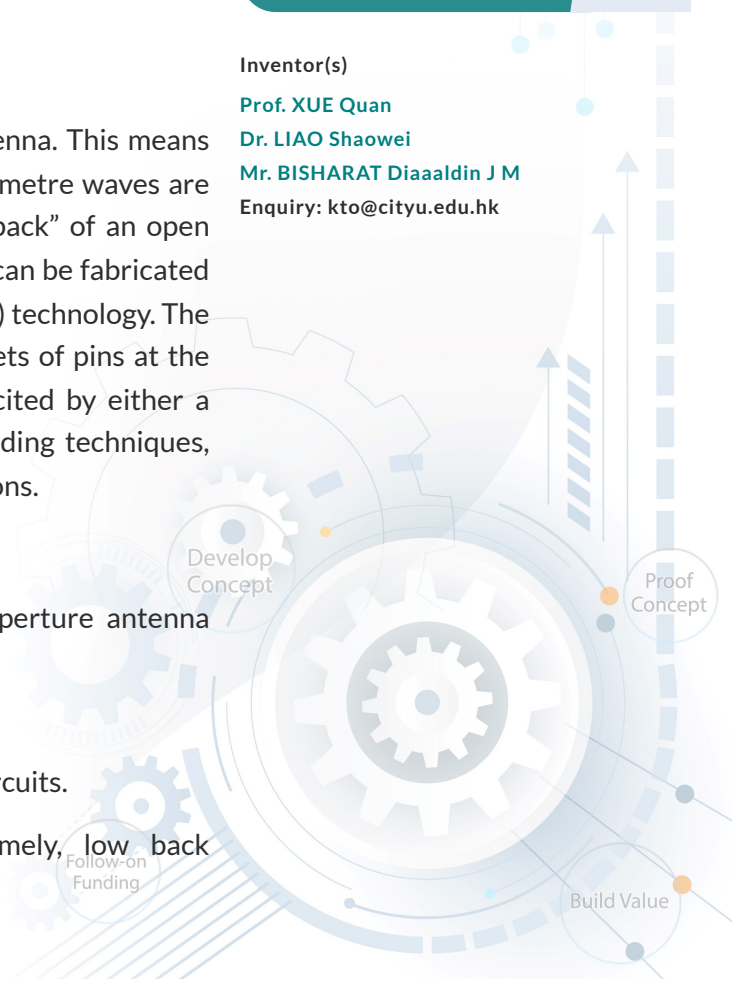 Inventor(s)
Prof. XUE Quan
Dr. LIAO Shaowei
Mr. BISHARAT Diaaaldin J M
Enquiry: kto@cityu.edu.hk
enna. This means
metre waves are
back” of an open
can be fabricated
) technology. The
ets of pins at the
cited by either a
ding techniques,
ons.
perture antenna
rcuits.
mely, low back
Develop
Concept
Proof
Concept
Follow-on
Funding
Build Value